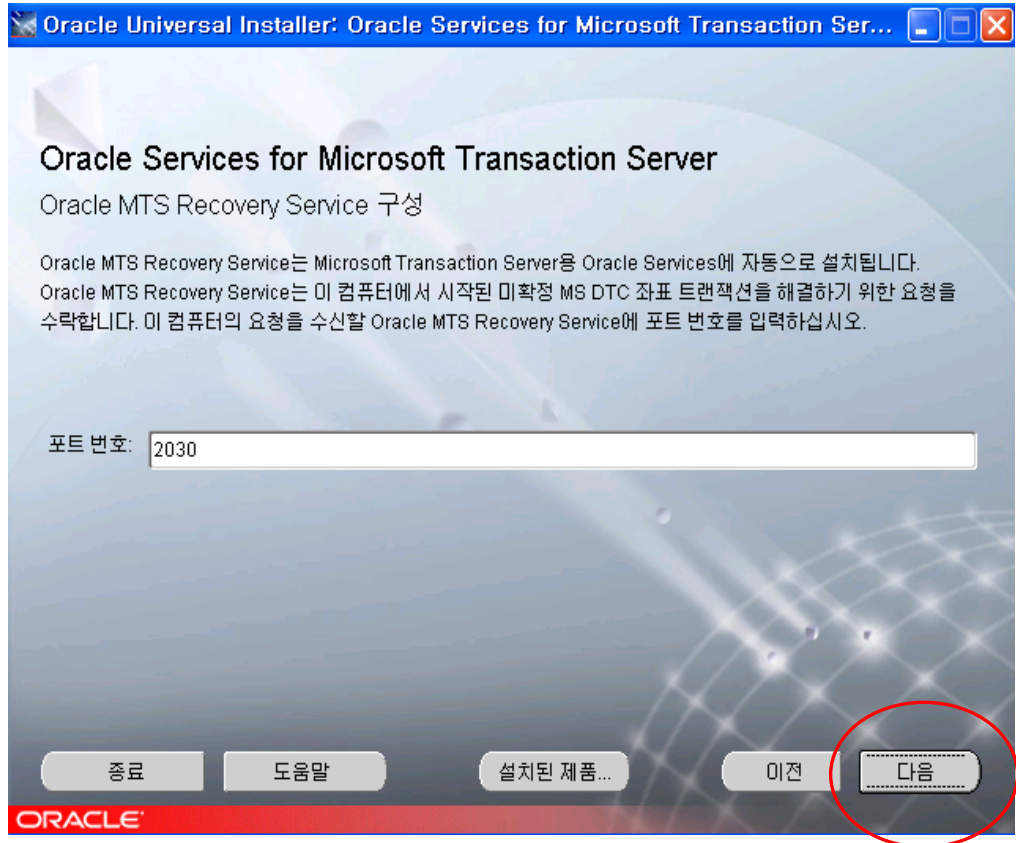 Oracle Universal Installer: Oracle Services for Microsoft Transaction Ser...
Oracle Services for Microsoft Transaction Server
Oracle MTS Recovery Service 구성
Oracle MTS Recovery Service는 Microsoft Transaction Server용 Oracle Services에 자동으로 설치됩니다.
Oracle MTS Recovery Service는 이 컴퓨터에서 시작된 미확정 MS DTC 좌표 트랜잭션을 해결하기 위한 요청을
수락합니다. 이 컴퓨터의 요청을 수신할 Oracle MTS Recovery Service에 포트 번호를 입력하십시오.
포트 번호: 2030
종료 도움말 설치된 제품... 이전 다음
ORACLE